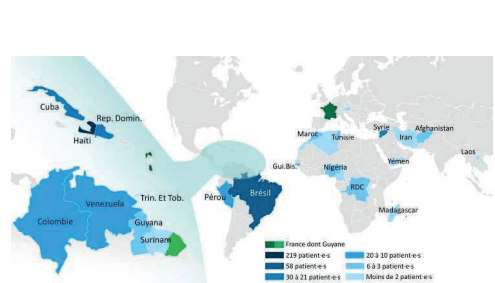 Cuba
Rep. Domin.
Haïti
Trin. Et Tob.
Venezuela
Colombie
Guyana
Surinam
Pérou
Brésil
Maroc
Tunisie
Syrie
Iran
Afghanistan
Laos
Gui.Bis.
Nigéria
Yémen
RDC
Madagascar
France dont Guyane
219 patient·e·s
58 patient·e·s
30 à 21 patient·e·s
20 à 10 patient·e·s
6 à 3 patient·e·s
Moins de 2 patient·e·s